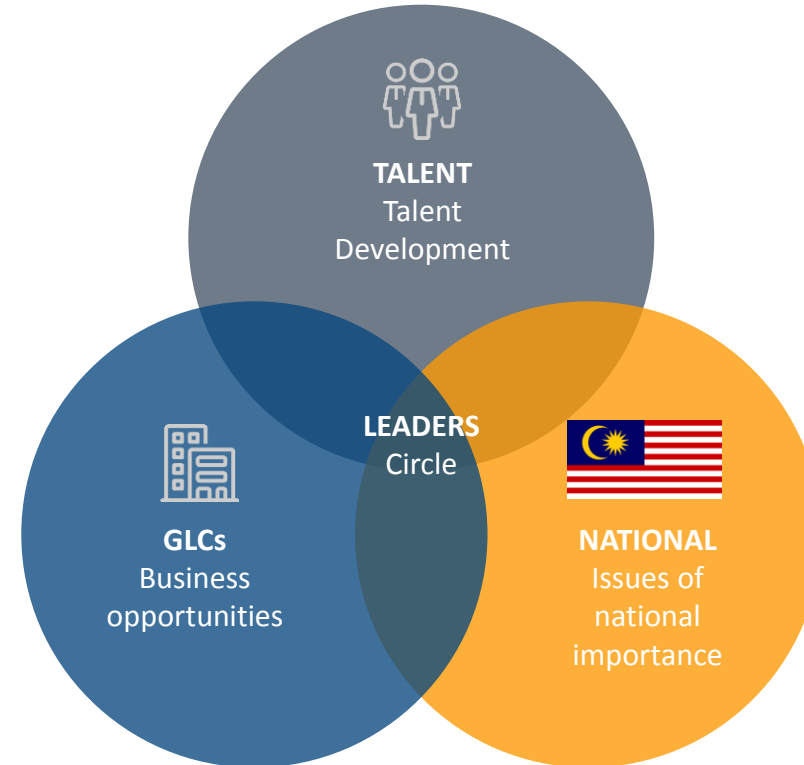 TALENT
Talent
Development
LEADERS
Circle
GLCs
Business
opportunities
NATIONAL
Issues of
national
importance